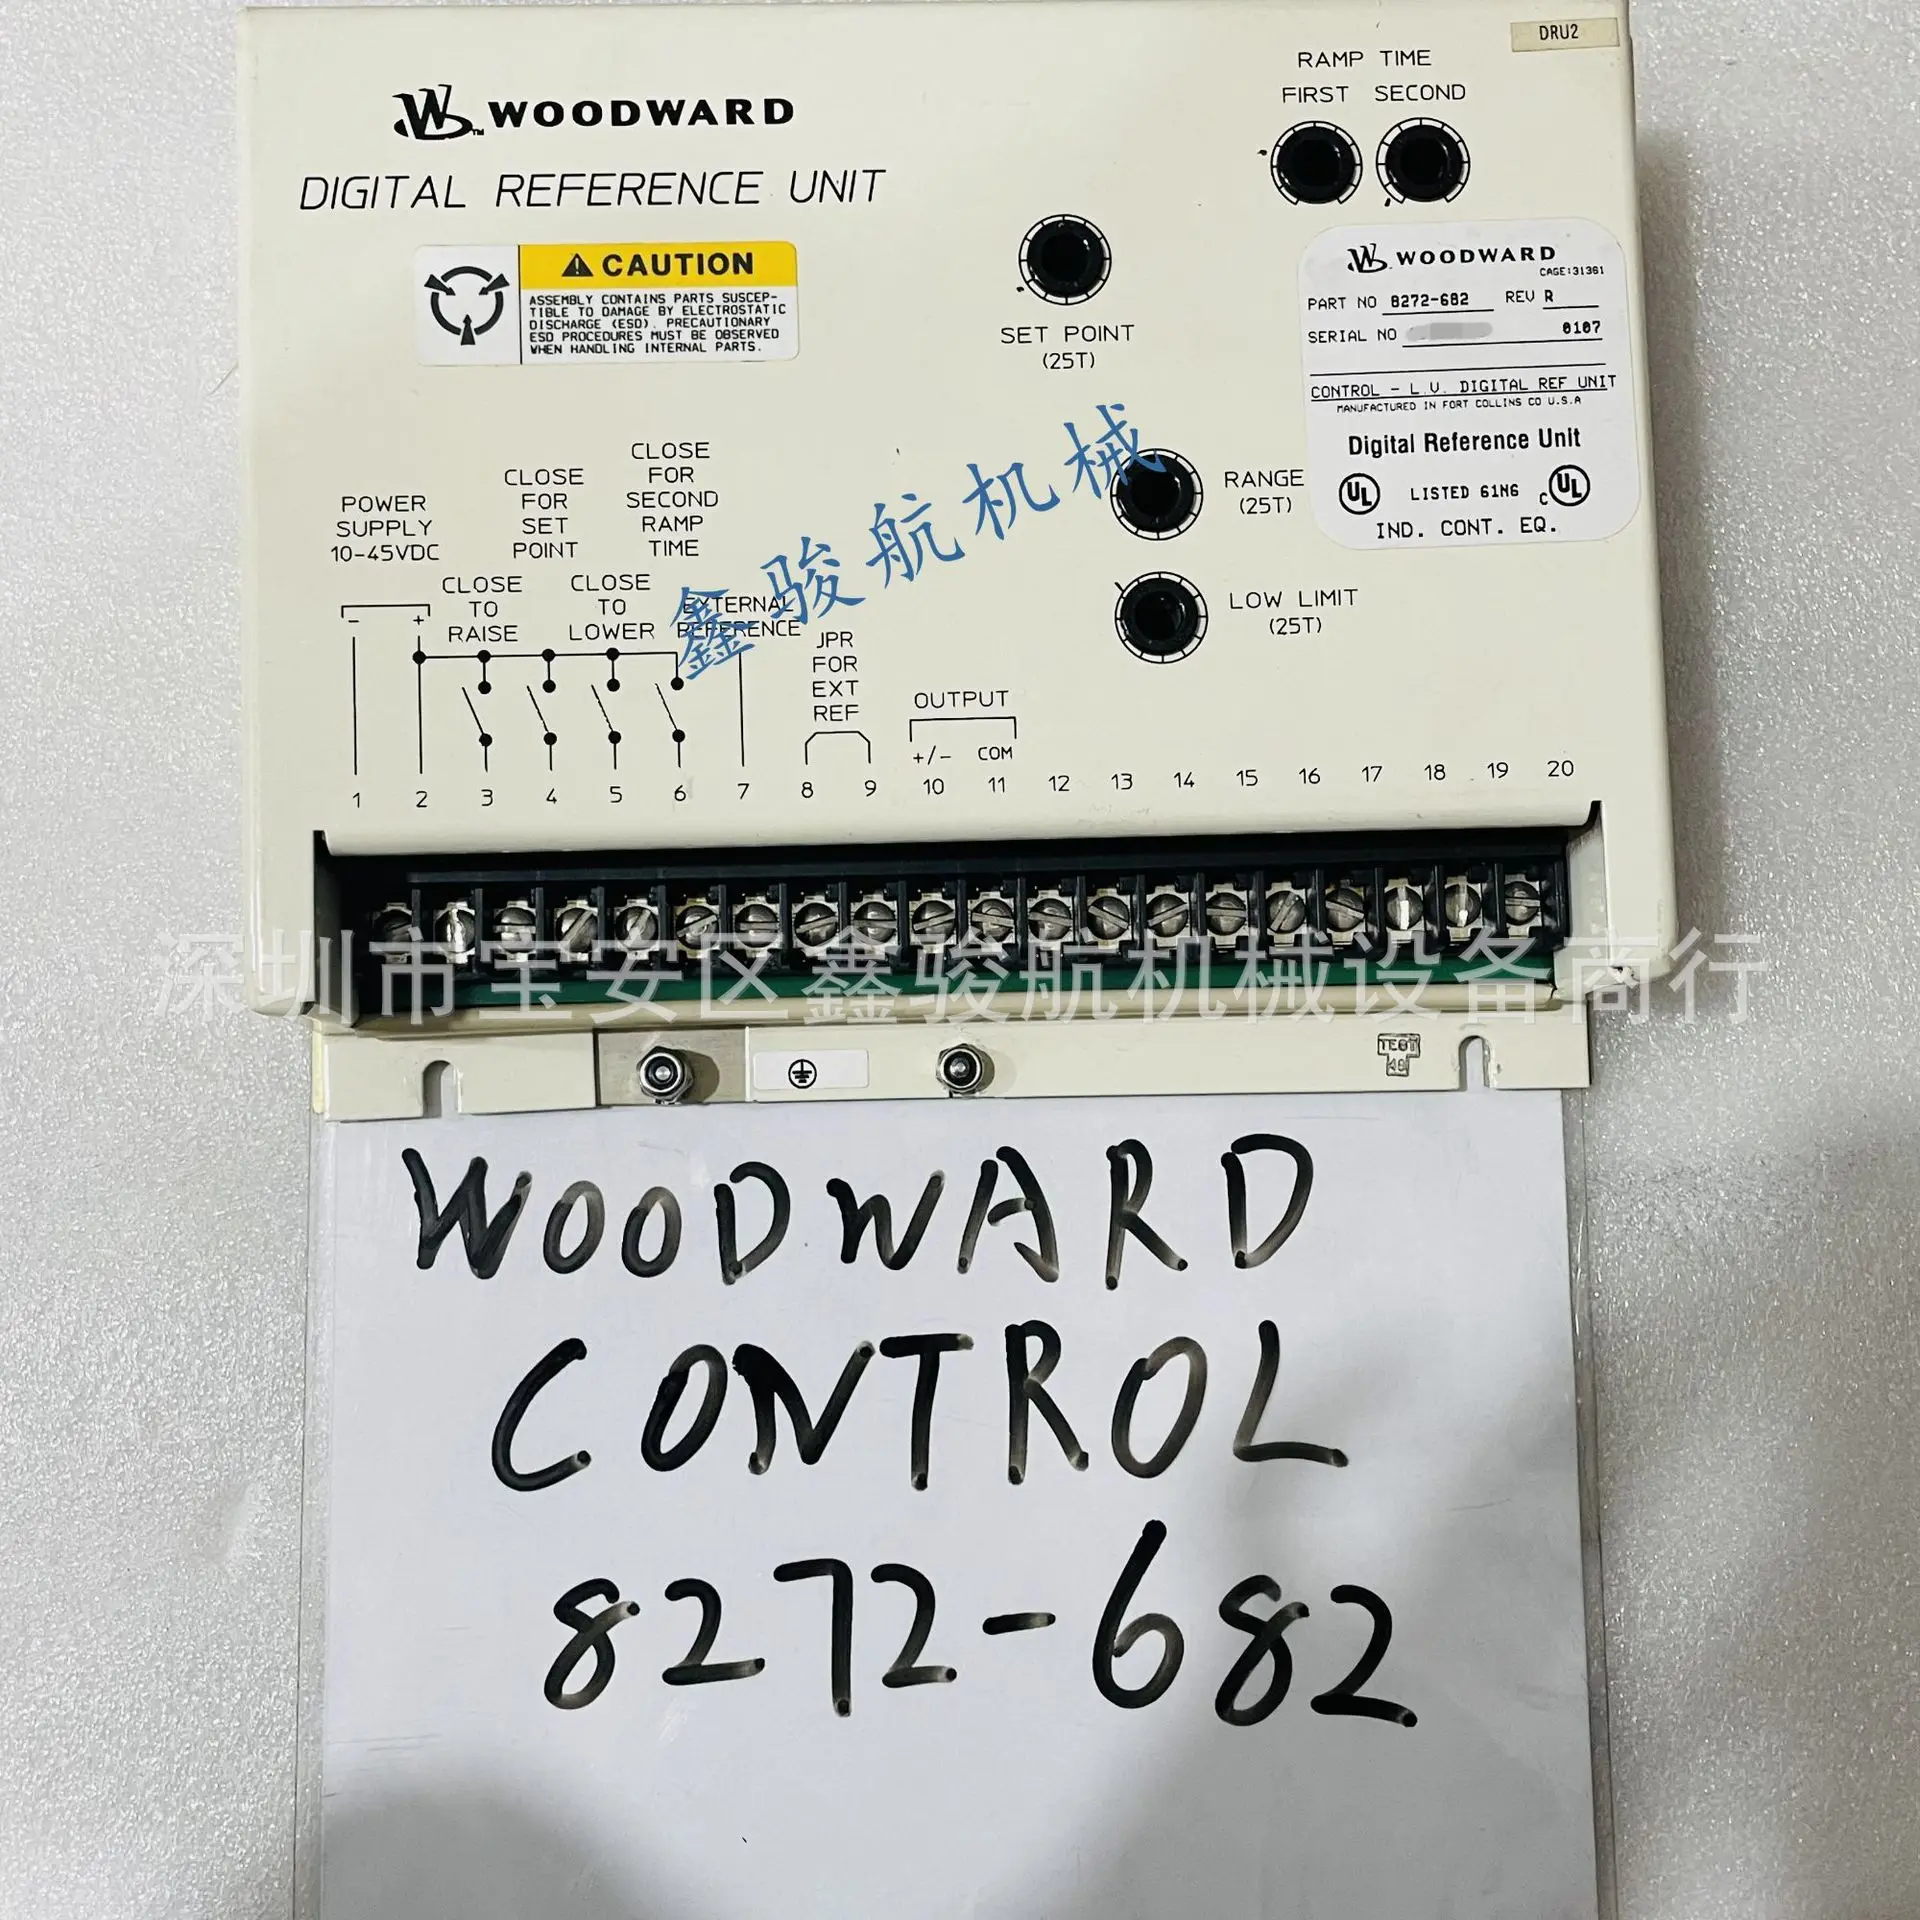 DRU2
WOODWARD
DIGITAL REFERENCE UNIT
RAMP TIME
FIRST SECOND
CAUTION
ASSEMBLY CONTAINS PARTS SUSCEP-
TIBLE TO DAMAGE BY ELECTROSTATIC
DISCHARGE (ESD). PRECAUTIONARY
ESD PROCEDURES MUST BE OBSERVED
WHEN HANDLING INTERNAL PARTS.
SET POINT
(25T)
WOODWARD
CAGE:31361
PART NO 8272-682 REV R
SERIAL NO 0107
CONTROL - L.V. DIGITAL REF UNIT
MANUFACTURED IN FORT COLLINS CO U.S.A
Digital Reference Unit
UL LISTED 61N6 C UL
IND. CONT. EQ.
RANGE
(25T)
LOW LIMIT
(25T)
POWER
SUPPLY
10-45VDC
- +
CLOSE
TO
RAISE
CLOSE
FOR
SET
POINT
CLOSE
TO
LOWER
CLOSE
FOR
SECOND
RAMP
TIME
EXTERNAL
REFERENCE
JPR
FOR
EXT
REF
OUTPUT
+/- COM
1 2 3 4 5 6 7 8 9 10 11 12 13 14 15 16 17 18 19 20
鑫骏航机械
深圳市宝安区鑫骏航机械设备商行
TEST
49
WOODWARD
CONTROL
8272-682